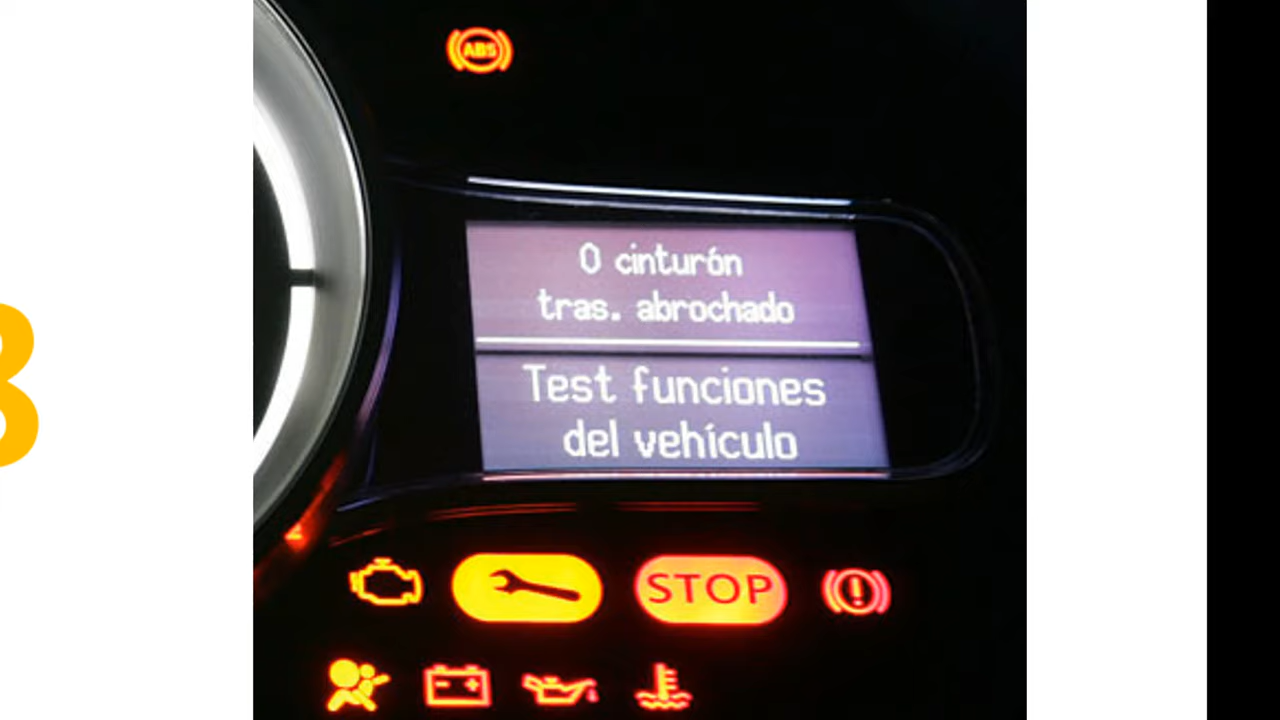 ABS
0 cinturón
tras. abrochado
Test funciones
del vehículo
STOP